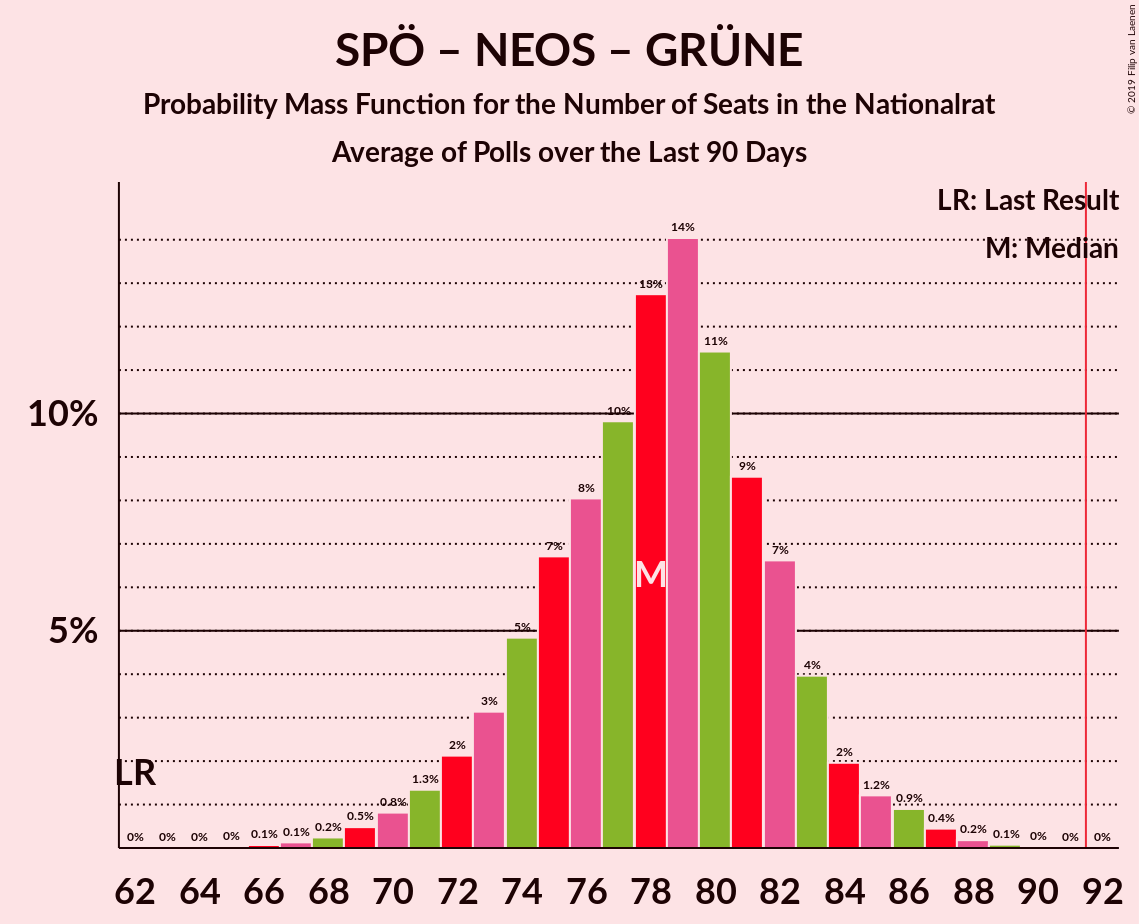 SPÖ – NEOS – GRÜNE
Probability Mass Function for the Number of Seats in the Nationalrat
Average of Polls over the Last 90 Days
© 2019 Filip van Laenen
LR: Last Result
M: Median
14%
13%
11%
10%
10%
9%
8%
7%
7%
M
5%
5%
4%
3%
2%
2%
LR
1.3%
1.2%
0.8%
0.9%
0.5%
0.4%
0.2%
0.2%
0% 0% 0% 0% 0.1% 0.1% 0.1% 0% 0% 0%
62 64 66 68 70 72 74 76 78 80 82 84 86 88 90 92